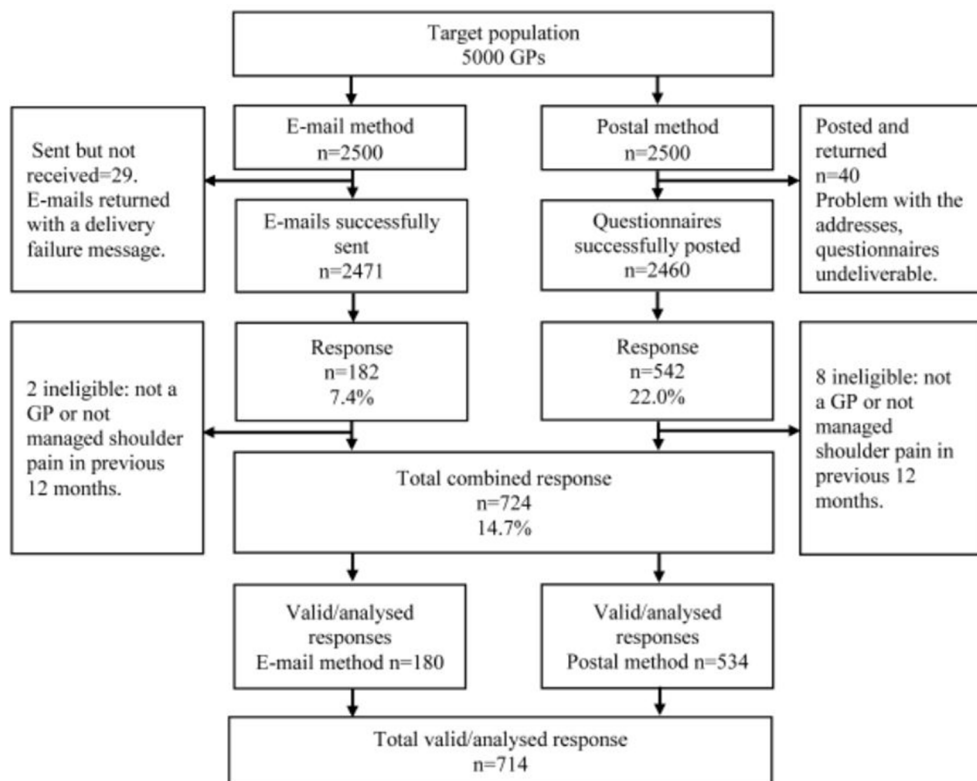 Target population
5000 GPs
E-mail method
n=2500
Postal method
n=2500
Sent but not
received=29.
E-mails returned
with a delivery
failure message.
Posted and
returned
n=40
Problem with the
addresses,
questionnaires
undeliverable.
E-mails successfully
sent
n=2471
Questionnaires
successfully posted
n=2460
Response
n=182
7.4%
Response
n=542
22.0%
2 ineligible: not a
GP or not
managed shoulder
pain in previous
12 months.
8 ineligible: not
a GP or not
managed
shoulder pain in
previous 12
months.
Total combined response
n=724
14.7%
Valid/analysed
responses
E-mail method n=180
Valid/analysed
responses
Postal method n=534
Total valid/analysed response
n=714